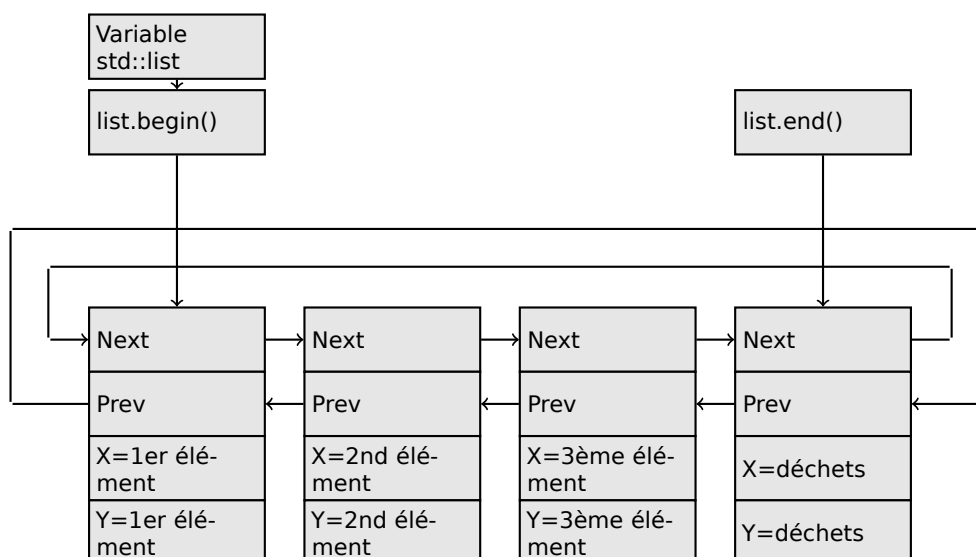 Variable
std::list
list.begin()
list.end()
Next
Next
Next
Next
Prev
Prev
Prev
Prev
X=1er élé-
ment
X=2nd élé-
ment
X=3ème élé-
ment
X=déchets
Y=1er élé-
ment
Y=2nd élé-
ment
Y=3ème élé-
ment
Y=déchets